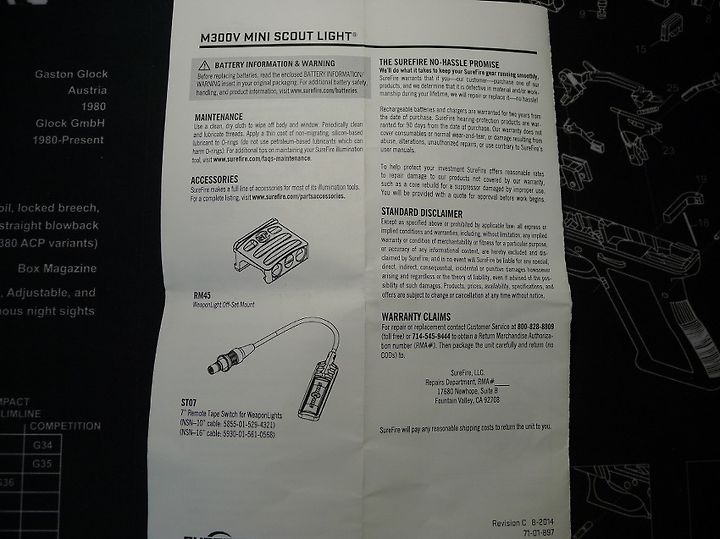 M300V MINI SCOUT LIGHT®
BATTERY INFORMATION & WARNING
Before replacing batteries, read the enclosed BATTERY INFORMATION/
WARNING insert in your original packaging. For additional battery safety,
handling, and product information, visit www.surefire.com/batteries.
MAINTENANCE
Use a clean, dry cloth to wipe off body and window. Periodically clean
and lubricate threads. Apply a thin coat of non-migrating, silicon-based
lubricant to O-rings (do not use petroleum-based lubricants which can
harm O-rings). For additional tips on maintaining your SureFire illumination
tool, visit www.surefire.com/faqs-maintenance.
ACCESSORIES
SureFire makes a full line of accessories for most of its illumination tools.
For a complete listing, visit www.surefire.com/partsaccessories.
RM45
WeaponLight Off-Set Mount
ST07
7" Remote Tape Switch for WeaponLights
(NSN–10" cable: 5855-01-529-4321)
(NSN–16" cable: 5930-01-561-0568)
THE SUREFIRE NO-HASSLE PROMISE
We'll do what it takes to keep your SureFire gear running smoothly.
SureFire warrants that if you—our customer—purchase one of our
products, and we determine that it is defective in material and/or work-
manship during your lifetime, we will repair or replace it—no hassle!
Rechargeable batteries and chargers are warranted for two years from
the date of purchase. SureFire hearing-protection products are war-
ranted for 90 days from the date of purchase. Our warranty does not
cover consumables or normal wear-and-tear, or damage resulting from
abuse, alterations, unauthorized repairs, or use contrary to SureFire's
user manuals.
To help protect your investment SureFire offers reasonable rates
to repair damage to our products not covered by our warranty,
such as a core rebuild for a suppressor damaged by improper use.
You will be provided with a quote for approval before work begins.
STANDARD DISCLAIMER
Except as specified above or prohibited by applicable law, all express or
implied conditions and warranties, including, without limitation, any implied
warranty or condition of merchantability or fitness for a particular purpose,
or accuracy of any informational content, are hereby excluded and dis-
claimed by SureFire; and in no event will SureFire be liable for any special,
direct, indirect, consequential, incidental or punitive damages howsoever
arising and regardless or the theory of liability, even if advised of the pos-
sibility of such damages. Products, prices, availability, specifications, and
offers are subject to change or cancellation at any time without notice.
WARRANTY CLAIMS
For repair or replacement contact Customer Service at 800-828-8809
(toll free) or 714-545-9444 to obtain a Return Merchandise Authoriza-
tion number (RMA#). Then package the unit carefully and return (no
CODs) to.
SureFire, LLC.
Repairs Department, RMA#____
17680 Newhope, Suite B
Fountain Valley, CA 92708
SureFire will pay any reasonable shipping costs to return the unit to you.
Revision C 8-2014
71-01-897
Gaston Glock
Austria
1980
Glock GmbH
1980-Present
oil, locked breech,
straight blowback
380 ACP variants)
Box Magazine
, Adjustable, and
ous night sights
MPACT
LIMLINE
COMPETITION
G34
G35
G36
15
19